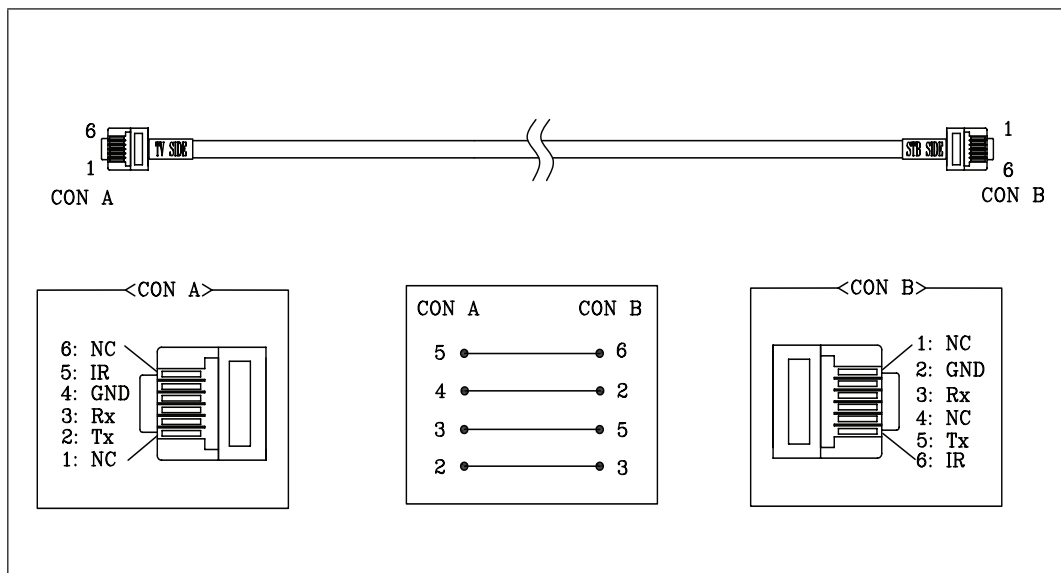 6
1
TV SIDE
CON A
STB SIDE
1
6
CON B
<CON A>
6: NC
5: IR
4: GND
3: Rx
2: Tx
1: NC
CON A CON B
5 6
4 2
3 5
2 3
<CON B>
1: NC
2: GND
3: Rx
4: NC
5: Tx
6: IR